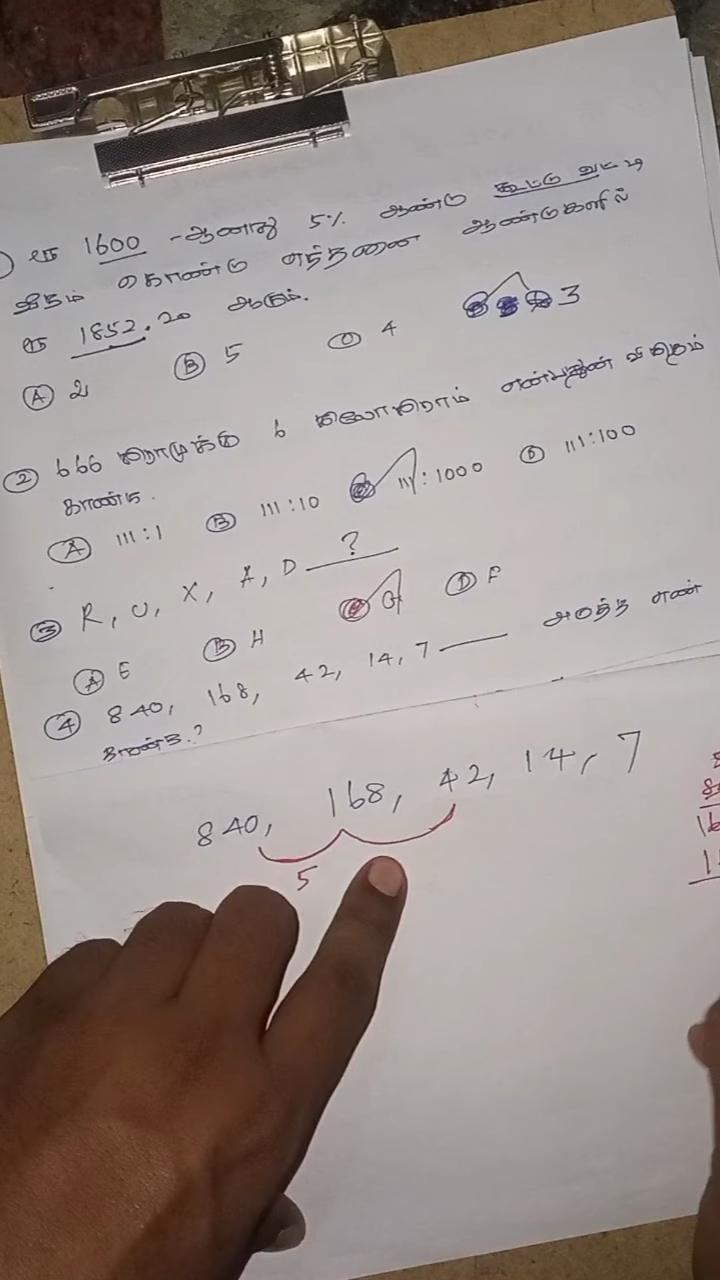 ரூ 1600 -ஆனது 5% ஆண்டு கூட்டு வட்டி
வீதம் கொண்டு எத்தனை ஆண்டுகளில்
ரூ 1852.20 ஆகும்.
A 2 B 5 C 4 D 3
2 666 கிராமுக்கு 6 கிலோகிராம் என்பதன் விகிதம்
காண்க.
A 111:1 B 111:10 C 111:1000 D 111:100
3 R, U, X, A, D ?
A E B H C G D F
4 840, 168, 42, 14, 7 அடுத்த எண்
காண்க.?
840, 168, 42, 14, 7
5